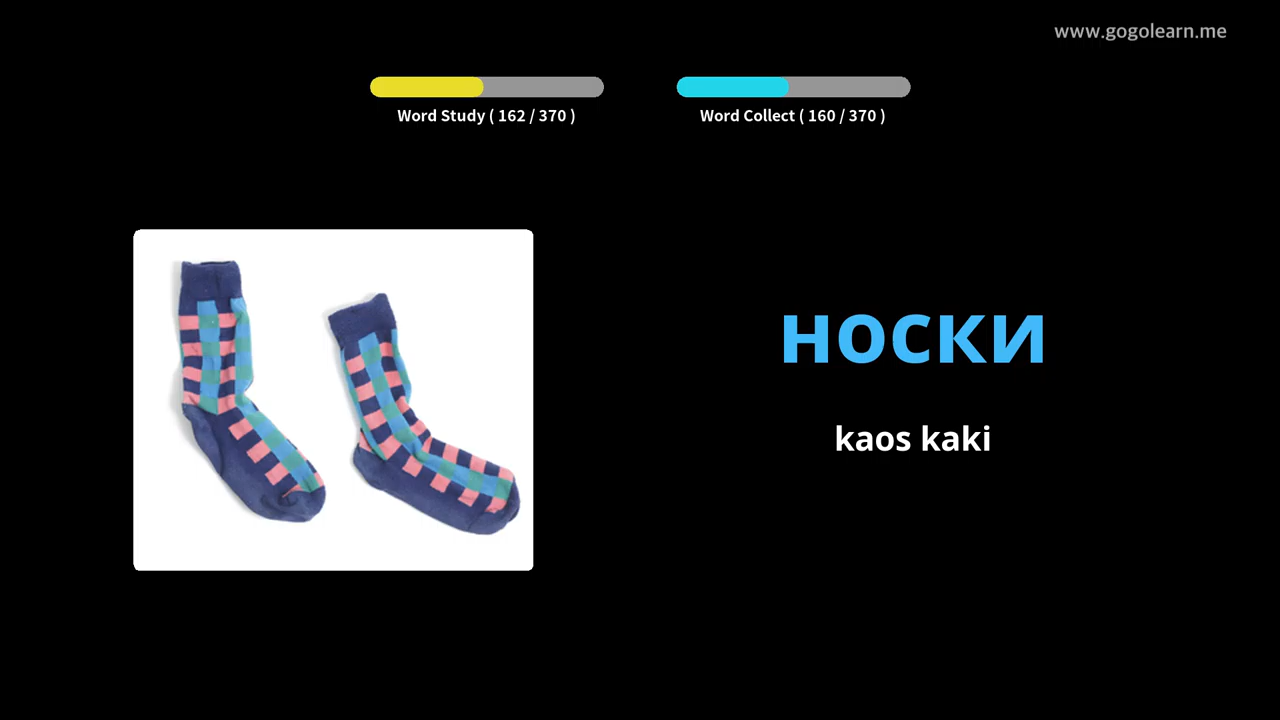 www.gogolearn.me
Word Study ( 162 / 370 )
Word Collect ( 160 / 370 )
носки
kaos kaki